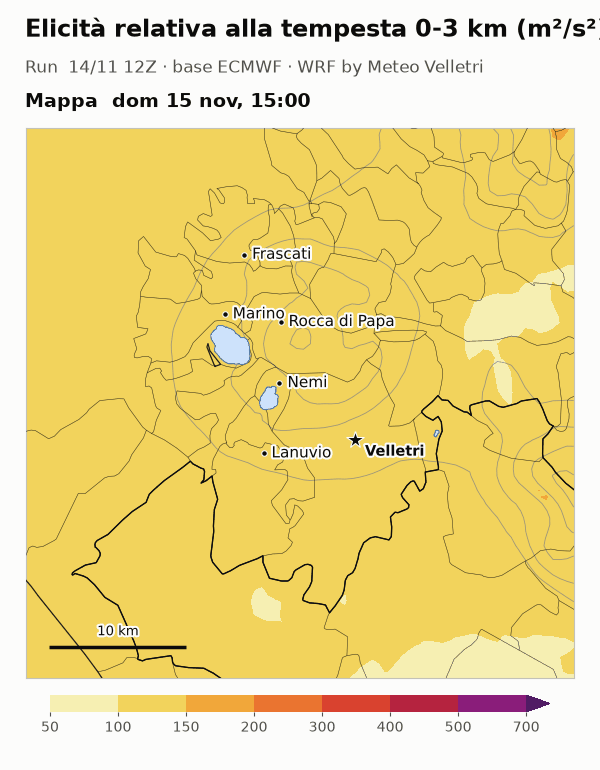 Elicità relativa alla tempesta 0-3 km (m²/s²)
Run 14/11 12Z · base ECMWF · WRF by Meteo Velletri
Mappa dom 15 nov, 15:00
Frascati
Marino
Rocca di Papa
Nemi
Velletri
Lanuvio
10 km
50 100 150 200 300 400 500 700